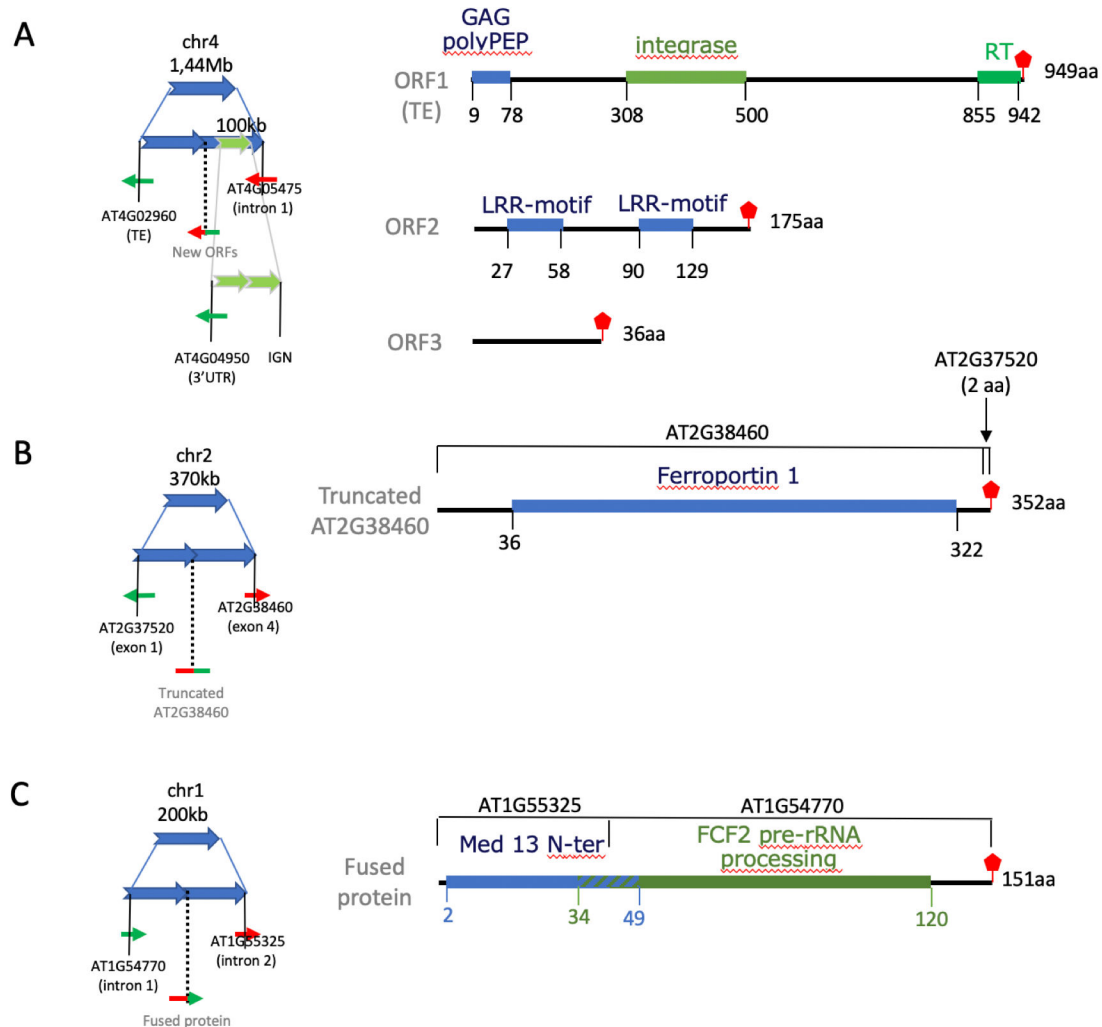 A
chr4
1,44Mb
100kb
AT4G02960
(TE)
AT4G05475
(intron 1)
New ORFs
AT4G04950
(3'UTR)
IGN
GAG
polyPEP
integrase
RT
ORF1
(TE)
949aa
9
78
308
500
855
942
LRR-motif
LRR-motif
ORF2
175aa
27
58
90
129
ORF3
36aa
B
chr2
370kb
AT2G37520
(exon 1)
AT2G38460
(exon 4)
Truncated
AT2G38460
AT2G37520
(2 aa)
AT2G38460
Ferroportin 1
Truncated
AT2G38460
352aa
36
322
C
chr1
200kb
AT1G54770
(intron 1)
AT1G55325
(intron 2)
Fused protein
AT1G55325
AT1G54770
Med 13 N-ter
FCF2 pre-rRNA
processing
Fused
protein
151aa
2
34
49
120